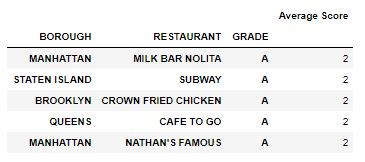 Average Score
BOROUGH RESTAURANT GRADE
MANHATTAN MILK BAR NOLITA A 2
STATEN ISLAND SUBWAY A 2
BROOKLYN CROWN FRIED CHICKEN A 2
QUEENS CAFE TO GO A 2
MANHATTAN NATHAN'S FAMOUS A 2